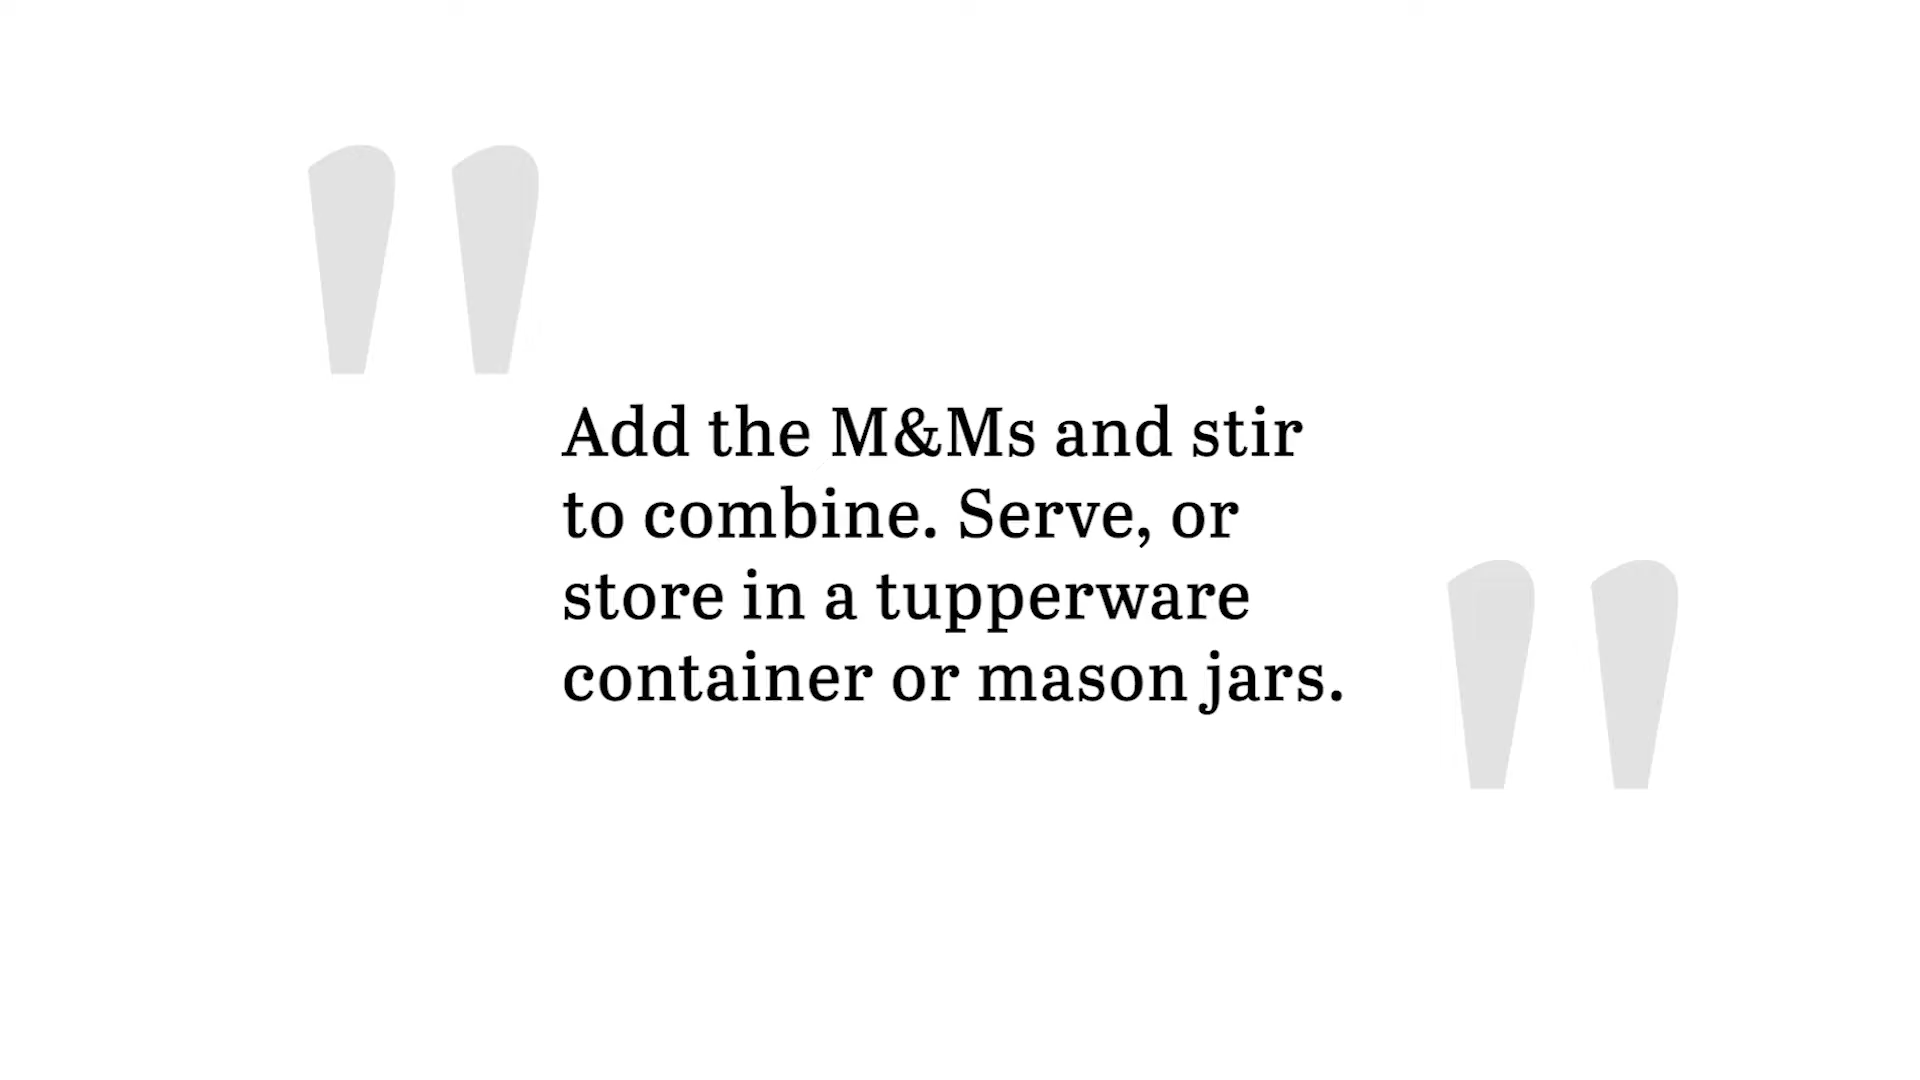 "
Add the M&Ms and stir
to combine. Serve, or
store in a tupperware
container or mason jars.
"